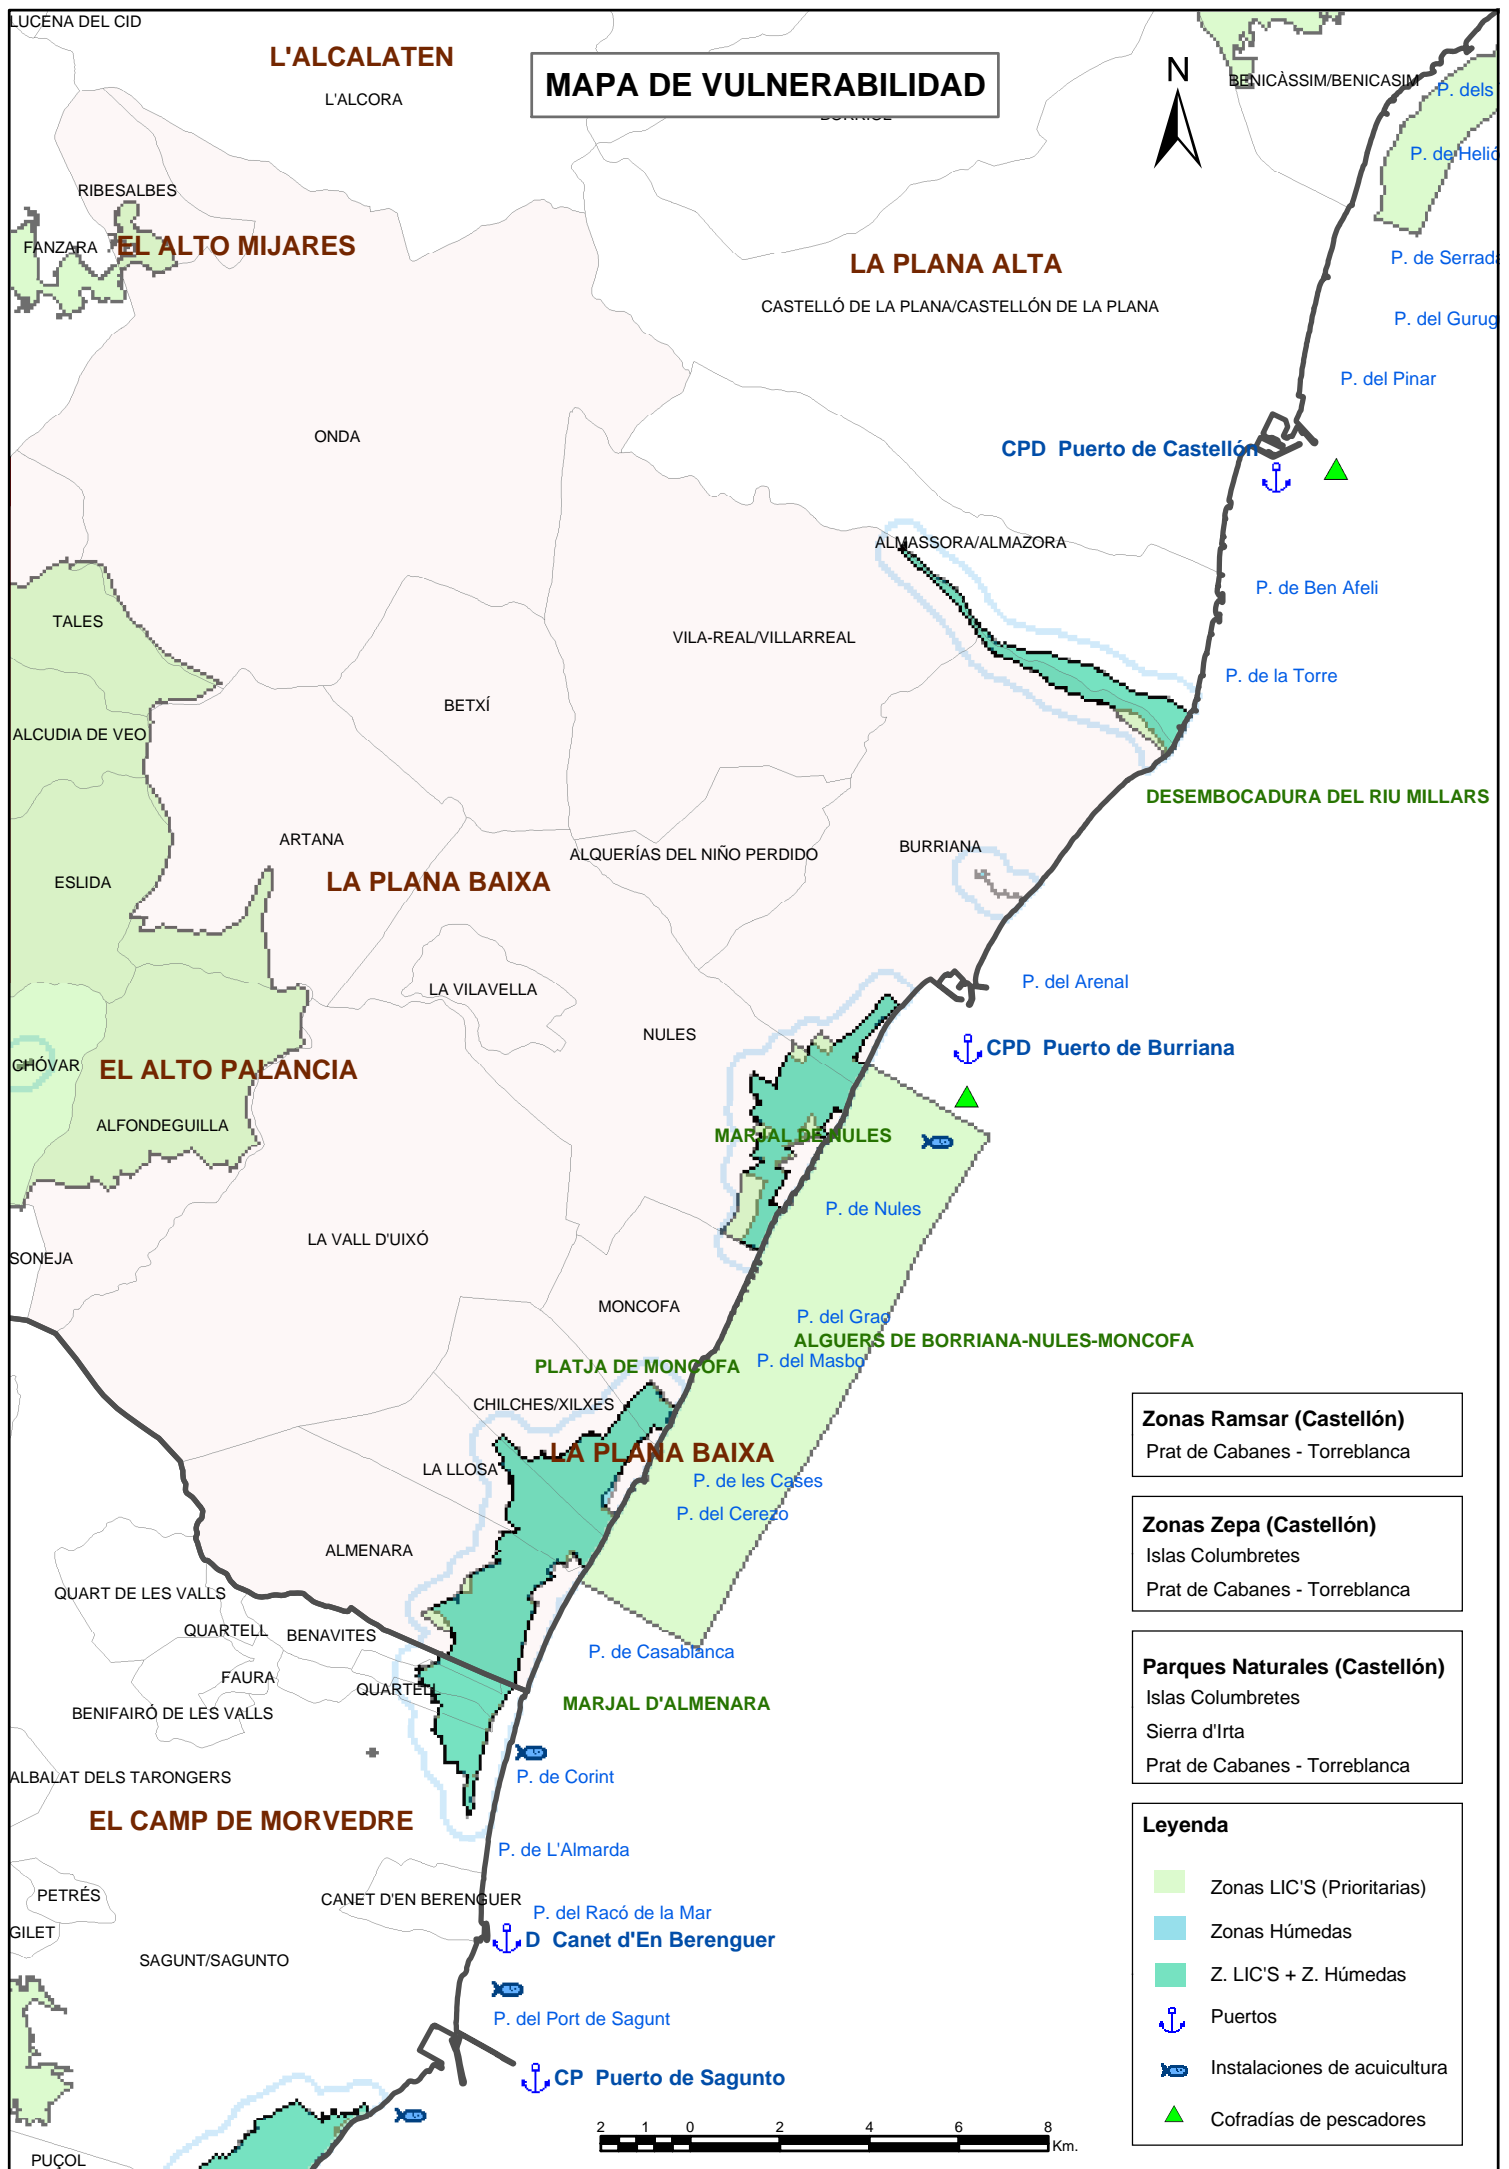 LUCENA DEL CID
L'ALCALATEN
MAPA DE VULNERABILIDAD
L'ALCORA
N
BENICÀSSIM/BENICASIM
P. dels
P. de Helió
RIBESALBES
FANZARA
EL ALTO MIJARES
LA PLANA ALTA
P. de Serrada
CASTELLÓ DE LA PLANA/CASTELLÓN DE LA PLANA
P. del Gurug
P. del Pinar
ONDA
CPD Puerto de Castellón
ALMASSORA/ALMAZORA
P. de Ben Afeli
TALES
VILA-REAL/VILLARREAL
P. de la Torre
BETXÍ
ALCUDIA DE VEO
DESEMBOCADURA DEL RIU MILLARS
ARTANA
ALQUERÍAS DEL NIÑO PERDIDO
BURRIANA
ESLIDA
LA PLANA BAIXA
LA VILAVELLA
P. del Arenal
NULES
CPD Puerto de Burriana
CHÓVAR
EL ALTO PALANCIA
ALFONDEGUILLA
MARJAL DE NULES
P. de Nules
LA VALL D'UIXÓ
SONEJA
MONCOFA
P. del Grao
ALGUERS DE BORRIANA-NULES-MONCOFA
PLATJA DE MONCOFA
P. del Masbo
CHILCHES/XILXES
LA PLANA BAIXA
LA LLOSA
P. de les Cases
P. del Cerezo
ALMENARA
QUART DE LES VALLS
QUARTELL
BENAVITES
P. de Casablanca
FAURA
QUARTELL
MARJAL D'ALMENARA
BENIFAIRÓ DE LES VALLS
ALBALAT DELS TARONGERS
P. de Corint
EL CAMP DE MORVEDRE
P. de L'Almarda
PETRÉS
CANET D'EN BERENGUER
P. del Racó de la Mar
GILET
D Canet d'En Berenguer
SAGUNT/SAGUNTO
P. del Port de Sagunt
CP Puerto de Sagunto
PUÇOL
2 1 0 2 4 6 8
Km.
Zonas Ramsar (Castellón)
Prat de Cabanes - Torreblanca
Zonas Zepa (Castellón)
Islas Columbretes
Prat de Cabanes - Torreblanca
Parques Naturales (Castellón)
Islas Columbretes
Sierra d'Irta
Prat de Cabanes - Torreblanca
Leyenda
Zonas LIC'S (Prioritarias)
Zonas Húmedas
Z. LIC'S + Z. Húmedas
Puertos
Instalaciones de acuicultura
Cofradías de pescadores